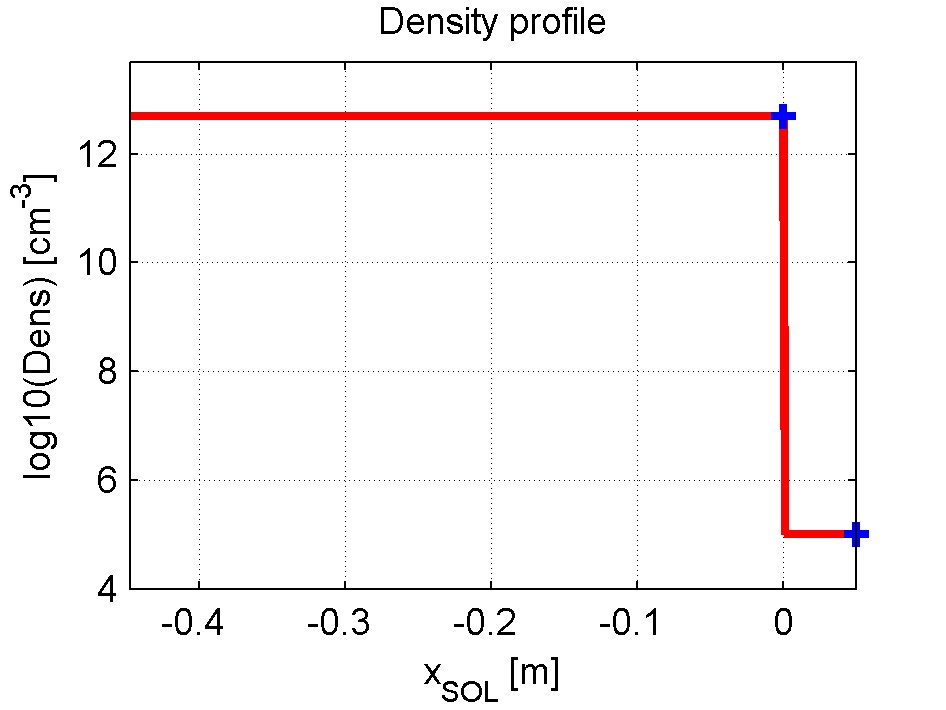 Density profile
log10(Dens) [cm-3]
12
10
8
6
4
-0.4 -0.3 -0.2 -0.1 0
xSOL [m]